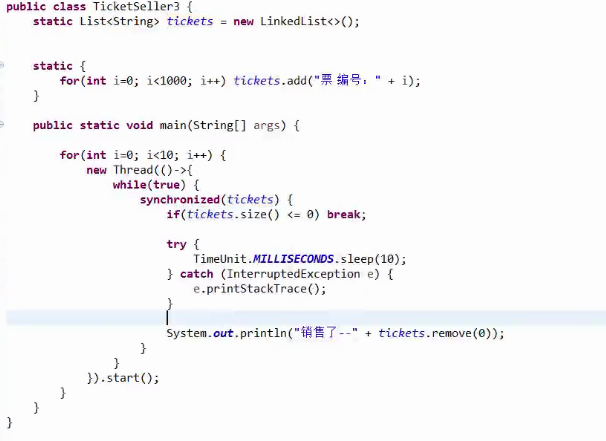 public class TicketSeller3 {
    static List<String> tickets = new LinkedList<>();
    static {
        for(int i=0; i<1000; i++) tickets.add("票 编号：" + i);
    }
    public static void main(String[] args) {
        for(int i=0; i<10; i++) {
            new Thread(()->{
                while(true) {
                    synchronized(tickets) {
                        if(tickets.size() <= 0) break;
                        try {
                            TimeUnit.MILLISECONDS.sleep(10);
                        } catch (InterruptedException e) {
                            e.printStackTrace();
                        }
                        System.out.println("销售了--" + tickets.remove(0));
                    }
                }
            }).start();
        }
    }
}